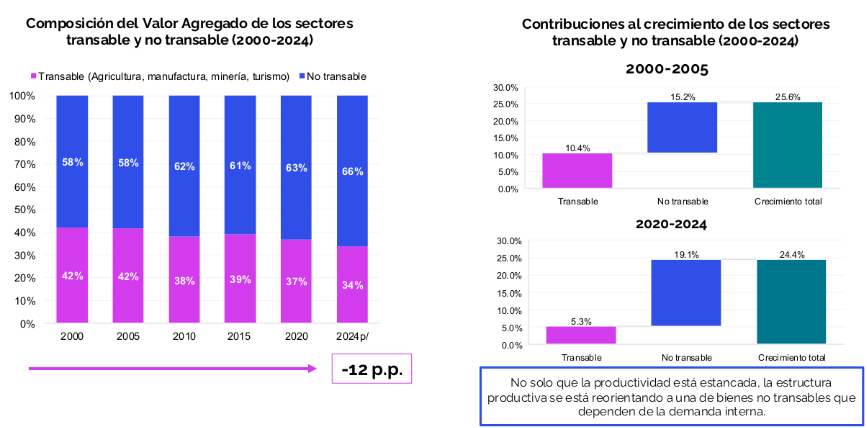 Composición del Valor Agregado de los sectores
transable y no transable (2000-2024)
Transable (Agricultura, manufactura, minería, turismo) No transable
100%
90%
80%
70%
60%
50%
40%
30%
20%
10%
0%
58% 58% 62% 61% 63% 66%
42% 42% 38% 39% 37% 34%
2000 2005 2010 2015 2020 2024p/
-12 p.p.
Contribuciones al crecimiento de los sectores
transable y no transable (2000-2024)
2000-2005
30.0%
25.0%
20.0%
15.0%
10.0%
5.0%
0.0%
10.4% 15.2% 25.6%
Transable No transable Crecimiento total
2020-2024
30.0%
25.0%
20.0%
15.0%
10.0%
5.0%
0.0%
5.3% 19.1% 24.4%
Transable No transable Crecimiento total
No solo que la productividad está estancada, la estructura
productiva se está reorientando a una de bienes no transables que
dependen de la demanda interna.